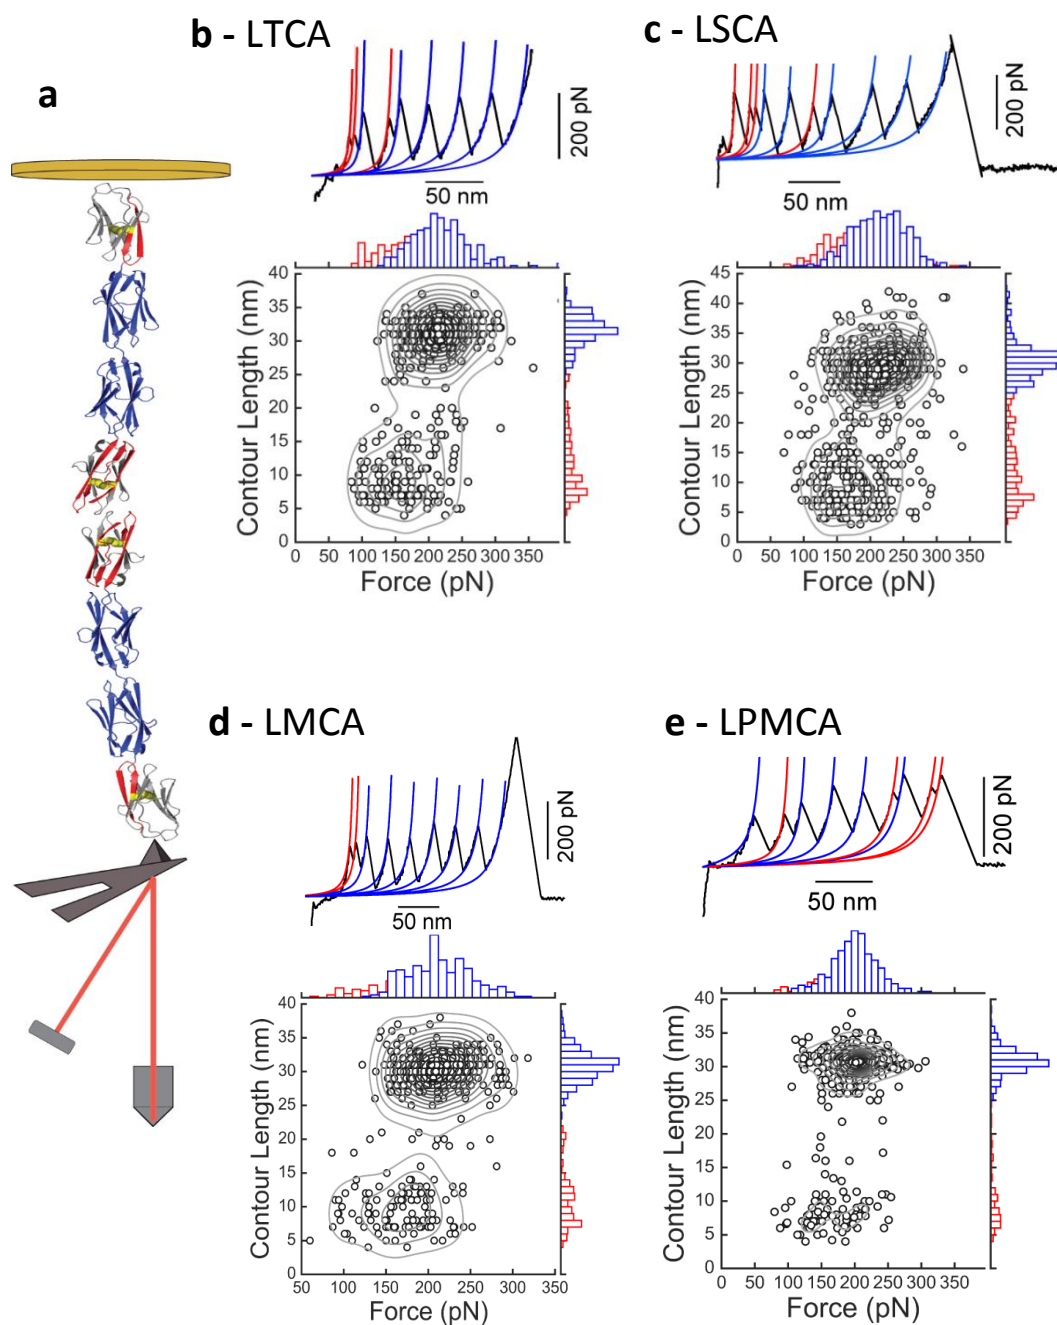 a
b - LTCA
200 pN
50 nm
Contour Length (nm)
40
35
30
25
20
15
10
5
0
0 50 100 150 200 250 300 350
Force (pN)
c - LSCA
200 pN
50 nm
Contour Length (nm)
45
40
35
30
25
20
15
10
5
0
0 50 100 150 200 250 300 350
Force (pN)
d - LMCA
200 pN
50 nm
Contour Length (nm)
40
35
30
25
20
15
10
5
0
50 100 150 200 250 300 350
Force (pN)
e - LPMCA
200 pN
50 nm
Contour Length (nm)
40
35
30
25
20
15
10
5
0
0 50 100 150 200 250 300 350
Force (pN)